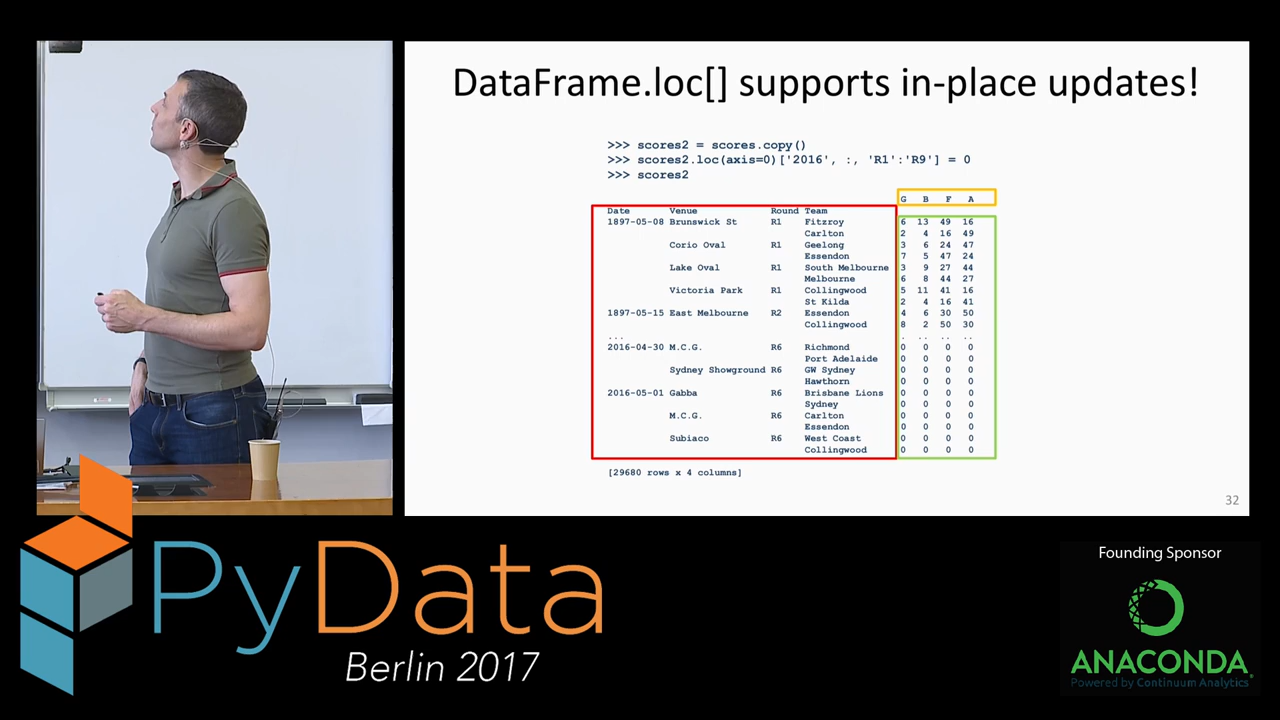 DataFrame.loc[] supports in-place updates!
>>> scores2 = scores.copy()
>>> scores2.loc(axis=0)['2016', :, 'R1':'R9'] = 0
>>> scores2
G B F A
Date Venue Round Team
1897-05-08 Brunswick St R1 Fitzroy 6 13 49 16
Carlton 2 4 16 49
Corio Oval R1 Geelong 3 6 24 47
Essendon 7 5 47 24
Lake Oval R1 South Melbourne 3 9 27 44
Melbourne 6 8 44 27
Victoria Park R1 Collingwood 5 11 41 16
St Kilda 2 4 16 41
1897-05-15 East Melbourne R2 Essendon 4 6 30 50
Collingwood 8 2 50 30
... . .. .. ..
2016-04-30 M.C.G. R6 Richmond 0 0 0 0
Port Adelaide 0 0 0 0
Sydney Showground R6 GW Sydney 0 0 0 0
Hawthorn 0 0 0 0
2016-05-01 Gabba R6 Brisbane Lions 0 0 0 0
Sydney 0 0 0 0
M.C.G. R6 Carlton 0 0 0 0
Essendon 0 0 0 0
Subiaco R6 West Coast 0 0 0 0
Collingwood 0 0 0 0
[29680 rows x 4 columns]
32
PyData
Berlin 2017
Founding Sponsor
ANACONDA
Powered by Continuum Analytics